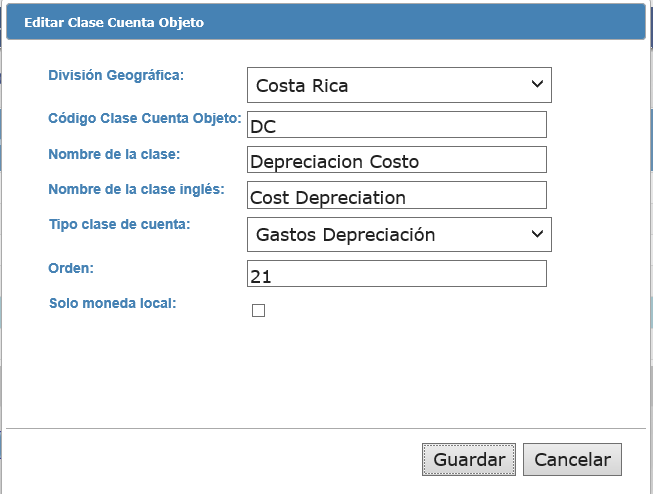 Editar Clase Cuenta Objeto
División Geográfica: Costa Rica
Código Clase Cuenta Objeto: DC
Nombre de la clase: Depreciacion Costo
Nombre de la clase inglés: Cost Depreciation
Tipo clase de cuenta: Gastos Depreciación
Orden: 21
Solo moneda local:
Guardar Cancelar